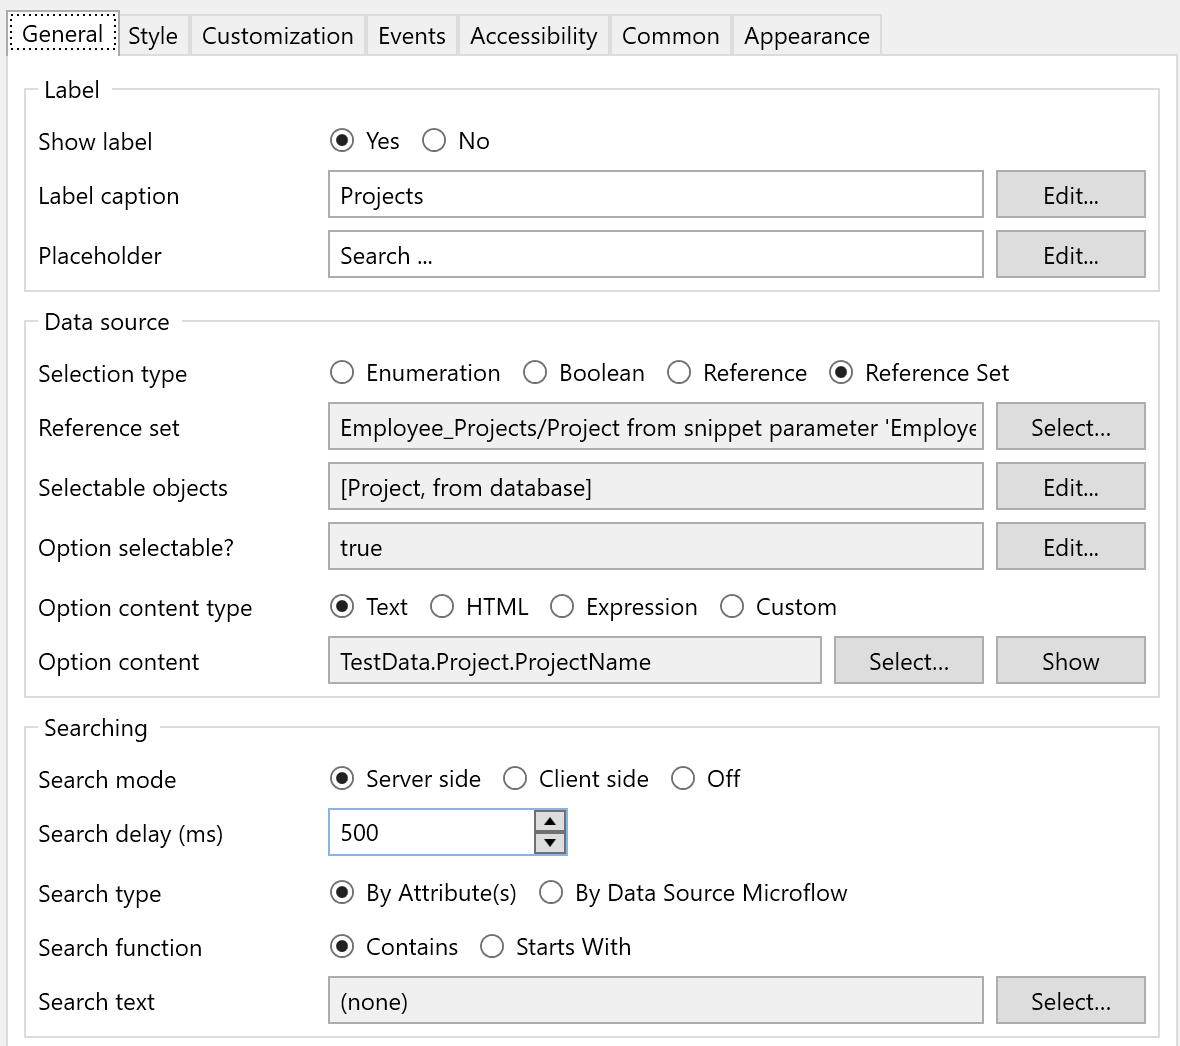 General Style Customization Events Accessibility Common Appearance
Label
Show label Yes No
Label caption Projects Edit...
Placeholder Search ... Edit...
Data source
Selection type Enumeration Boolean Reference Reference Set
Reference set Employee_Projects/Project from snippet parameter 'Employe Select...
Selectable objects [Project, from database] Edit...
Option selectable? true Edit...
Option content type Text HTML Expression Custom
Option content TestData.Project.ProjectName Select... Show
Searching
Search mode Server side Client side Off
Search delay (ms) 500
Search type By Attribute(s) By Data Source Microflow
Search function Contains Starts With
Search text (none) Select...